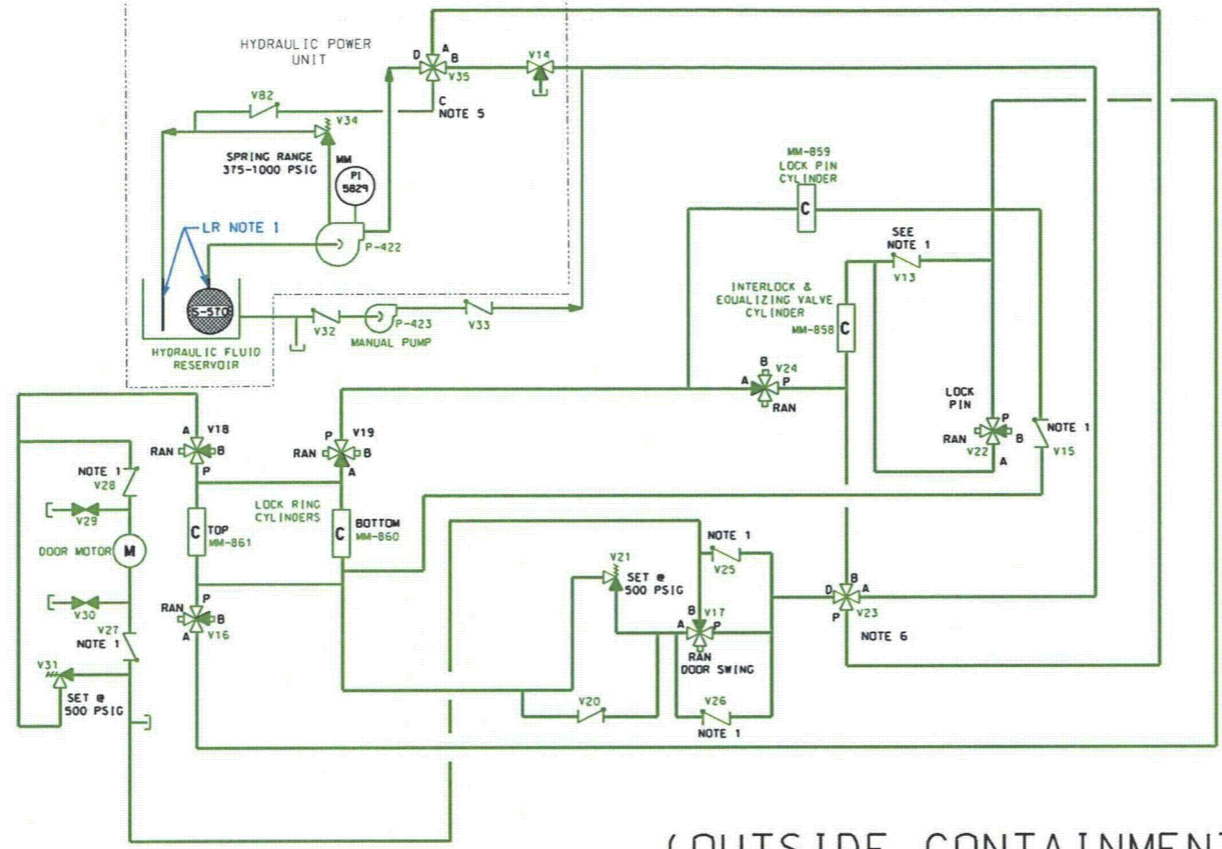 HYDRAULIC POWER
UNIT
D
A
B
V35
C
NOTE 5
V14
V82
V34
SPRING RANGE
375-1000 PSIG
MM
PI
5829
LR NOTE 1
P-422
S-STO
HYDRAULIC FLUID
RESERVOIR
V32
P-423
MANUAL PUMP
V33
MM-859
LOCK PIN
CYLINDER
C
SEE
NOTE 1
V13
INTERLOCK &
EQUALIZING VALVE
CYLINDER
MM-858
C
B
V24
A
P
RAN
LOCK
PIN
P
RAN
B
V22
A
NOTE 1
V15
A
V18
RAN
B
P
P
V19
RAN
B
A
NOTE 1
V28
V29
DOOR MOTOR
M
V30
V27
NOTE 1
V31
SET @
500 PSIG
C
TOP
MM-861
LOCK RING
CYLINDERS
C
BOTTOM
MM-860
P
RAN
B
A
V16
V21
SET @
500 PSIG
NOTE 1
V25
B
V17
A
P
RAN
DOOR SWING
V20
V26
NOTE 1
B
D
A
P
V23
NOTE 6
(OUTSIDE CONTAINMENT